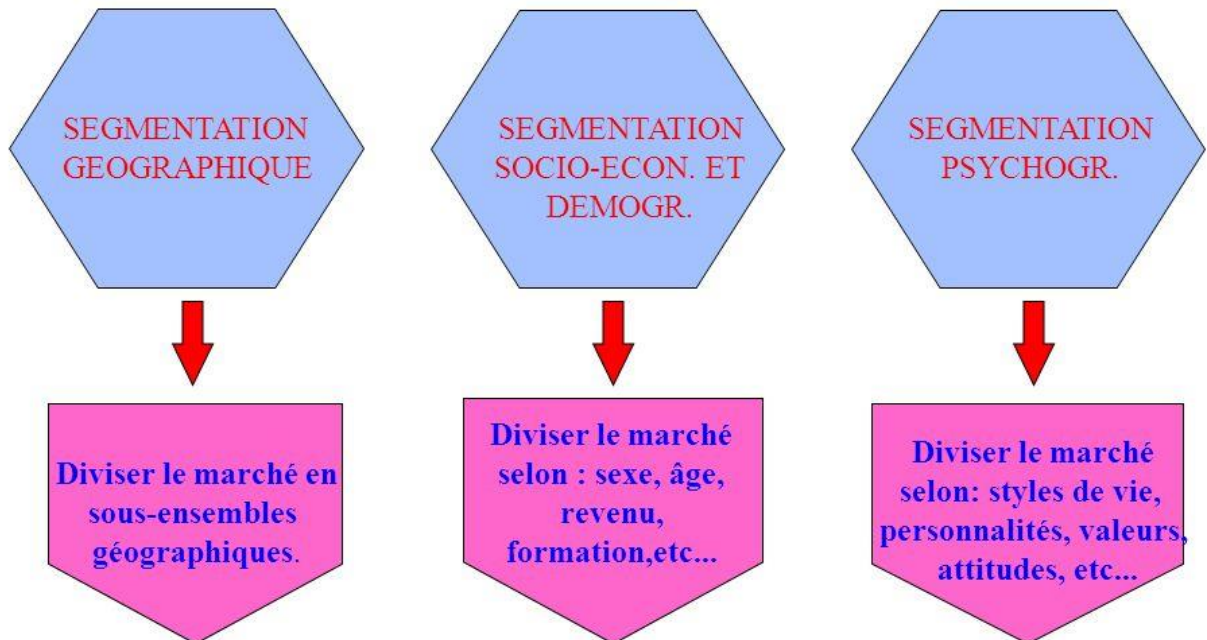 SEGMENTATION
GEOGRAPHIQUE
SEGMENTATION
SOCIO-ECON. ET
DEMOGR.
SEGMENTATION
PSYCHOGR.
Diviser le marché en
sous-ensembles
géographiques.
Diviser le marché
selon : sexe, âge,
revenu,
formation,etc...
Diviser le marché
selon: styles de vie,
personnalités, valeurs,
attitudes, etc...